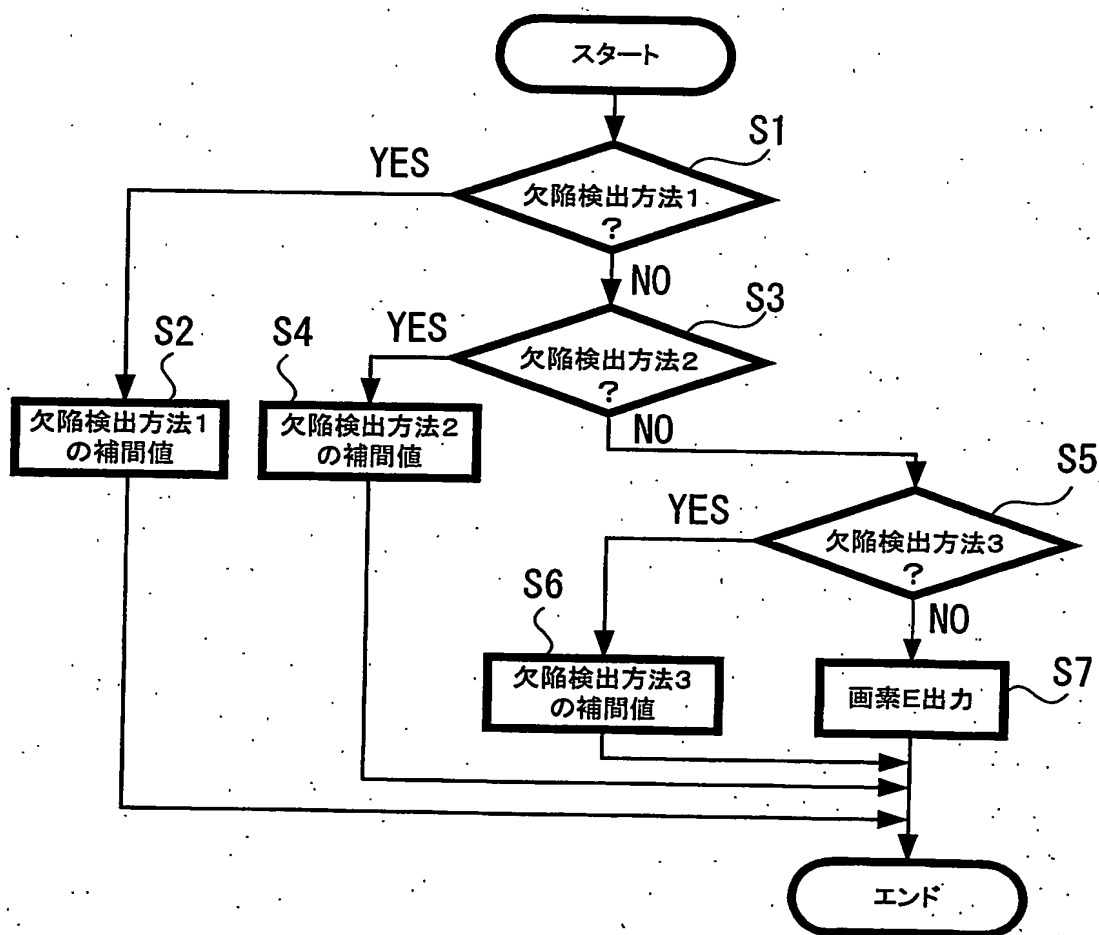 スタート
S1
YES
欠陥検出方法1
?
NO
S3
YES
S2
S4
欠陥検出方法2
?
欠陥検出方法1
の補間値
欠陥検出方法2
の補間値
NO
S5
YES
欠陥検出方法3
?
S6
NO
欠陥検出方法3
の補間値
画素E出力
S7
エンド